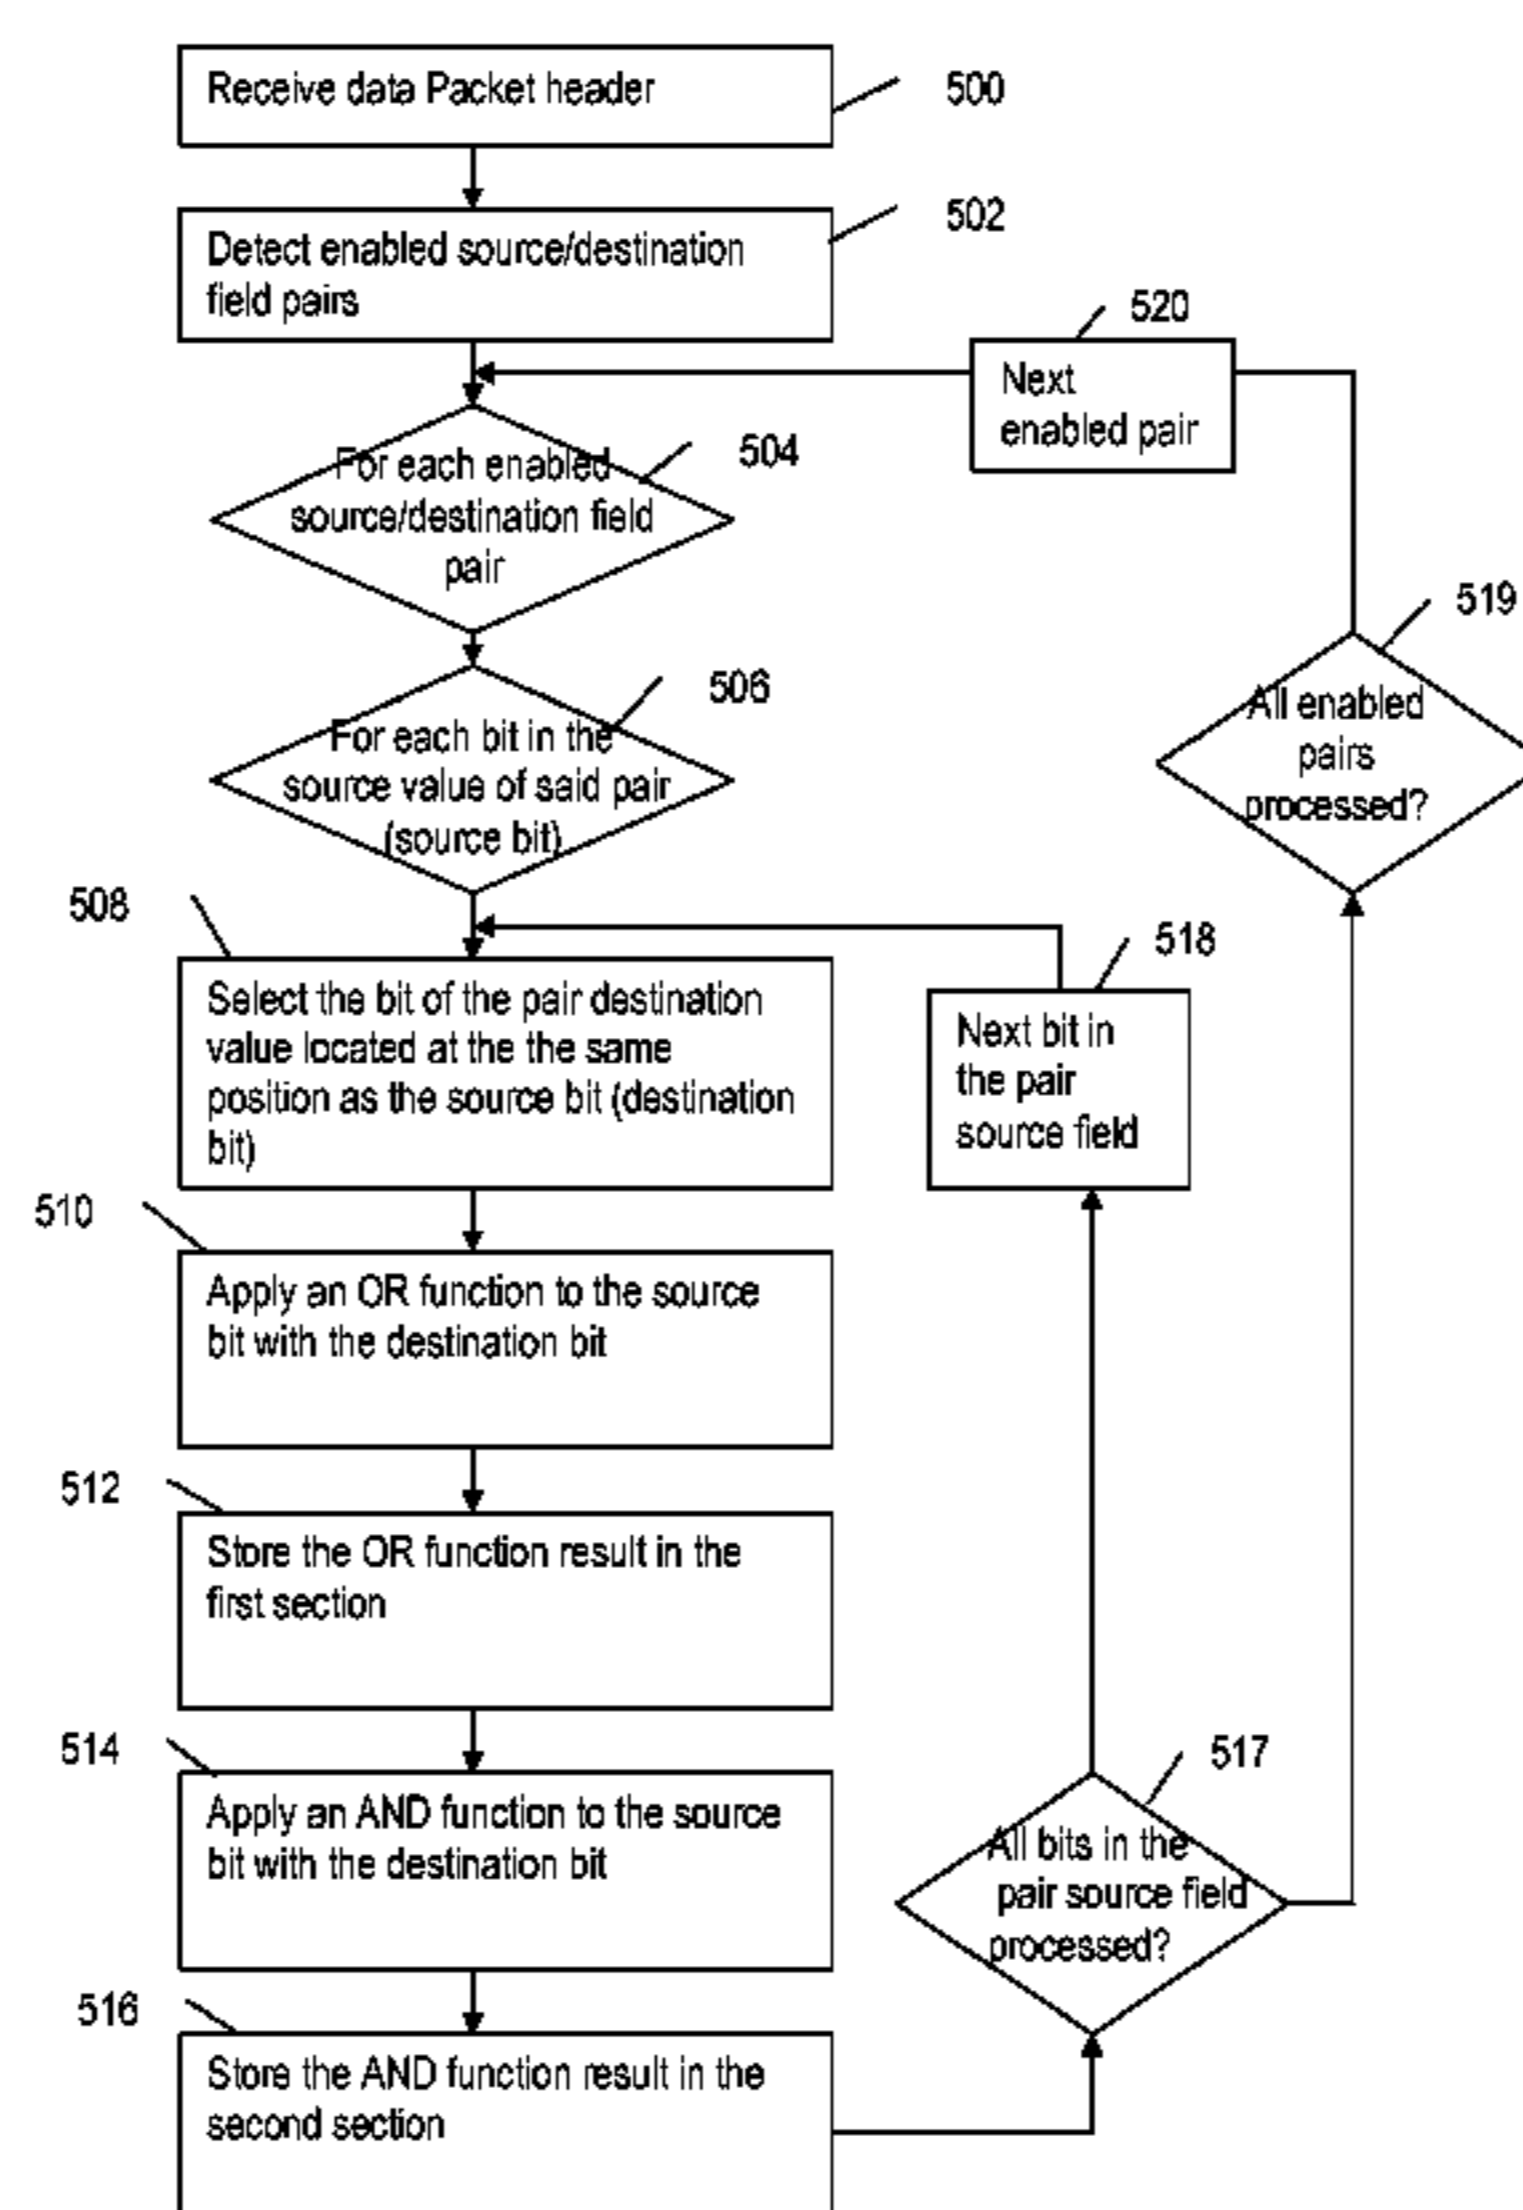 Receive data Packet header
500
Detect enabled source/destination
field pairs
502
520
Next
enabled pair
For each enabled
source/destination field
pair
504
519
All enabled
pairs
processed?
For each bit in the
source value of said pair
(source bit)
506
508
Select the bit of the pair destination
value located at the the same
position as the source bit (destination
bit)
518
Next bit in
the pair
source field
510
Apply an OR function to the source
bit with the destination bit
512
Store the OR function result in the
first section
514
Apply an AND function to the source
bit with the destination bit
517
All bits in the
pair source field
processed?
516
Store the AND function result in the
second section